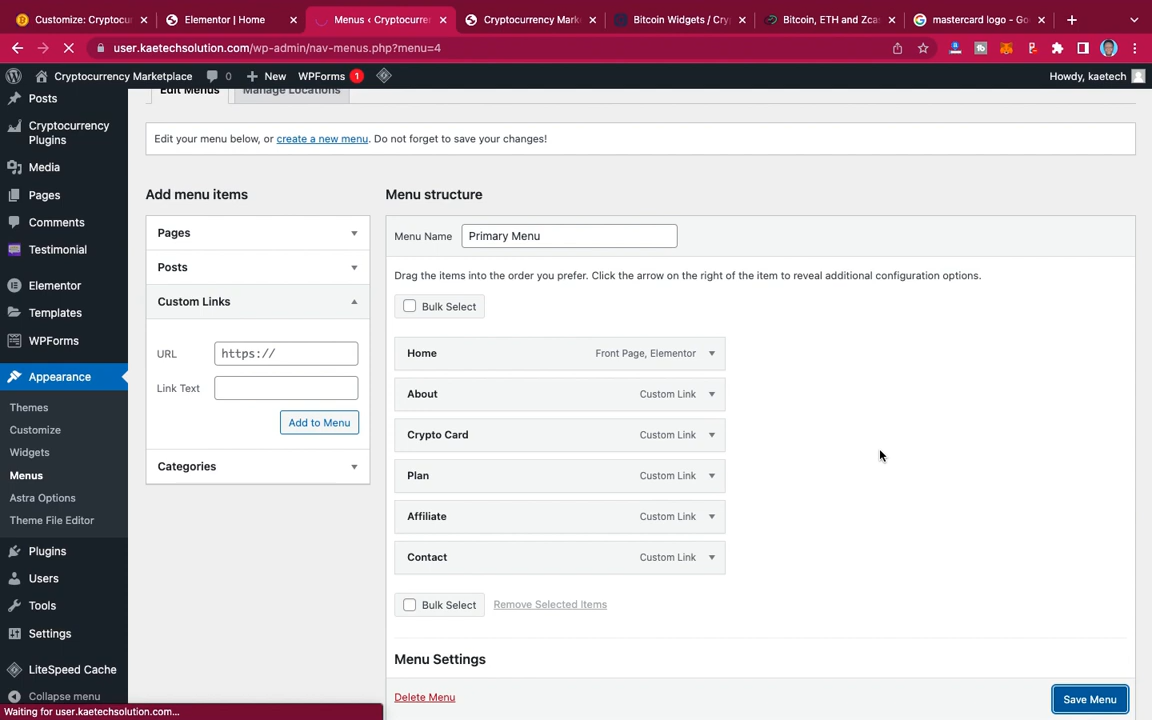 Customize: Cryptocur
Elementor | Home
Menus ‹ Cryptocurre
Cryptocurrency Mark
Bitcoin Widgets / Cry
Bitcoin, ETH and Zca
mastercard logo - Go
user.kaetechsolution.com/wp-admin/nav-menus.php?menu=4
Cryptocurrency Marketplace
0
New
WPForms 1
Howdy, kaetech
Posts
Cryptocurrency
Plugins
Media
Pages
Comments
Testimonial
Elementor
Templates
WPForms
Appearance
Themes
Customize
Widgets
Menus
Astra Options
Theme File Editor
Plugins
Users
Tools
Settings
LiteSpeed Cache
Collapse menu
Waiting for user.kaetechsolution.com...
Edit Menus
Manage Locations
Edit your menu below, or create a new menu. Do not forget to save your changes!
Add menu items
Pages
Posts
Custom Links
URL
https://
Link Text
Add to Menu
Categories
Menu structure
Menu Name
Primary Menu
Drag the items into the order you prefer. Click the arrow on the right of the item to reveal additional configuration options.
Bulk Select
Home Front Page, Elementor
About Custom Link
Crypto Card Custom Link
Plan Custom Link
Affiliate Custom Link
Contact Custom Link
Bulk Select Remove Selected Items
Menu Settings
Delete Menu
Save Menu